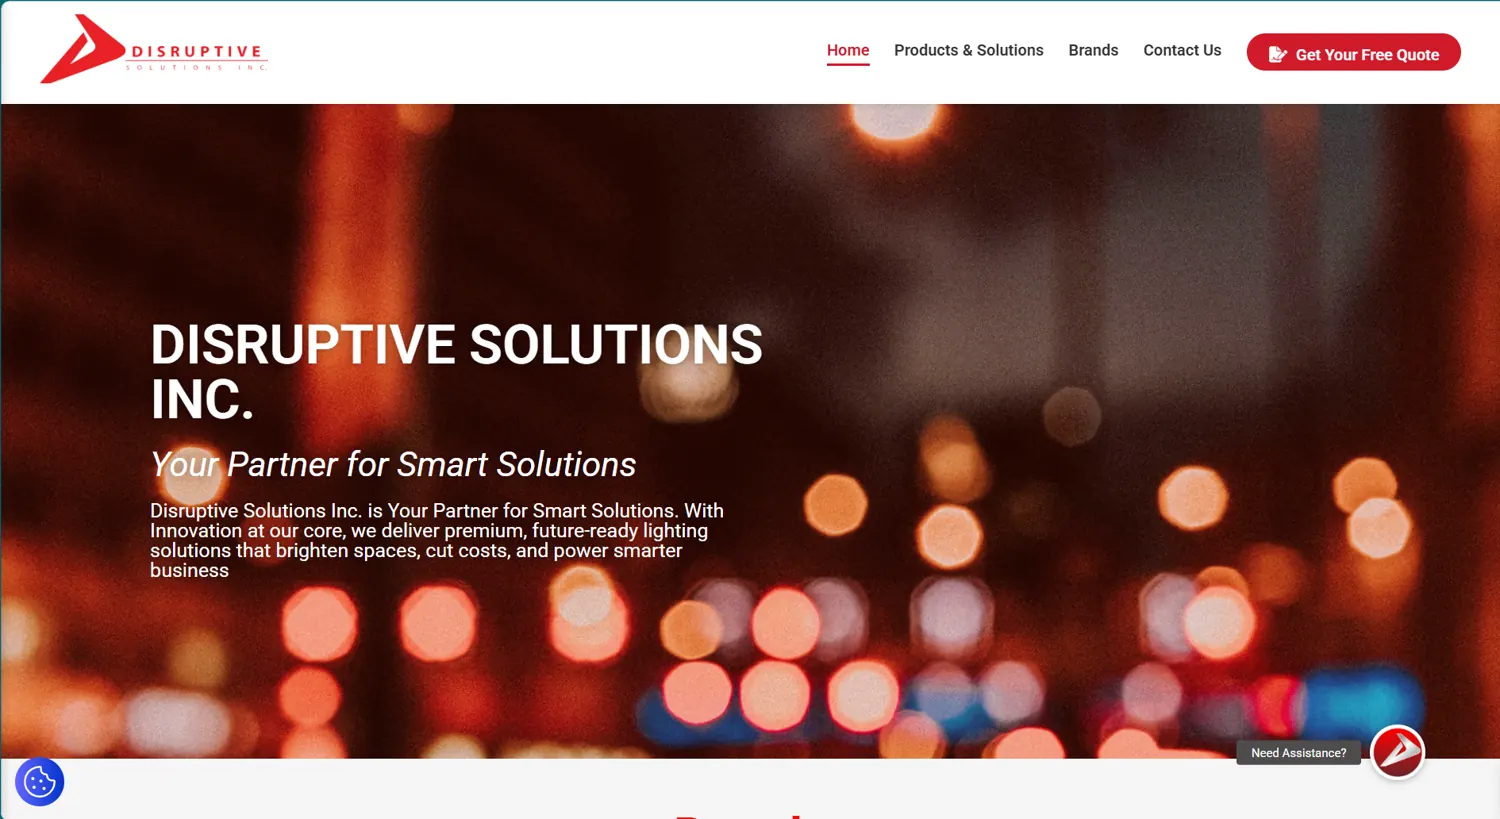 DISRUPTIVE
SOLUTIONS INC.
Home
Products & Solutions
Brands
Contact Us
Get Your Free Quote
DISRUPTIVE SOLUTIONS
INC.
Your Partner for Smart Solutions
Disruptive Solutions Inc. is Your Partner for Smart Solutions. With
Innovation at our core, we deliver premium, future-ready lighting
solutions that brighten spaces, cut costs, and power smarter
business
Need Assistance?